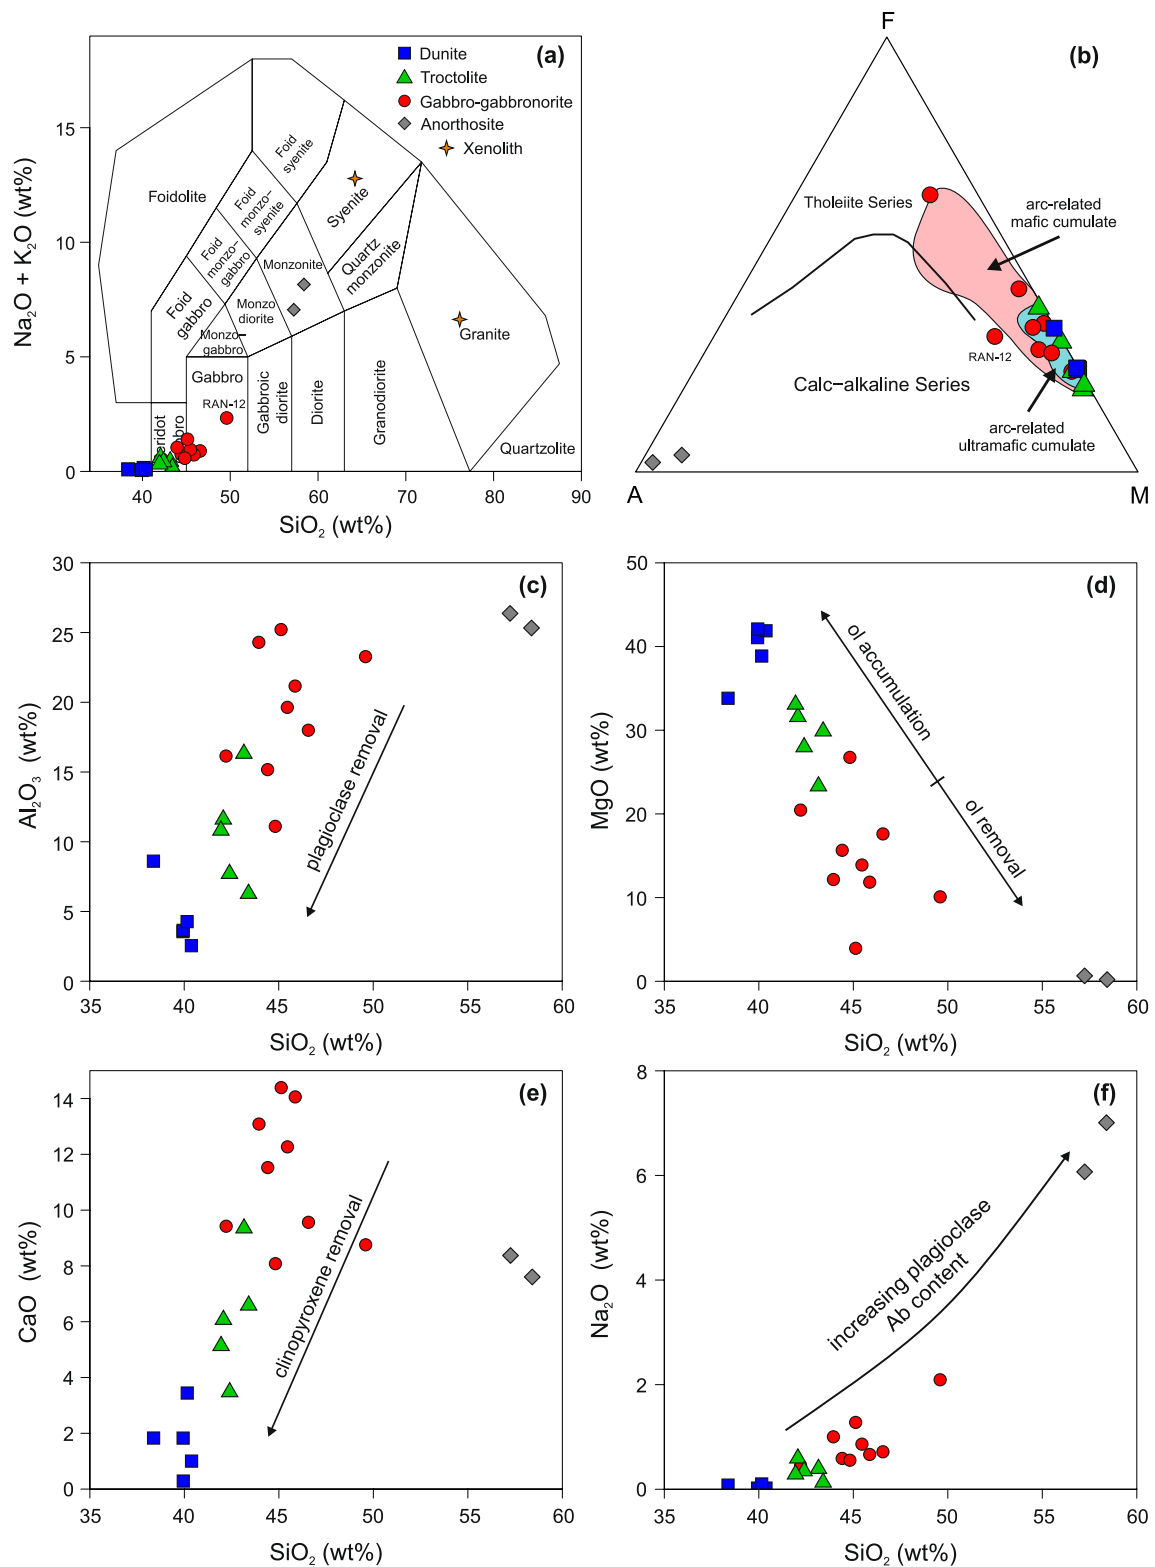 (a)
Dunite
Troctolite
Gabbro-gabbronorite
Anorthosite
Xenolith
Na₂O + K₂O (wt%)
15
10
5
0
Foidolite
Foid
syenite
Foid
monzo-
syenite
Syenite
Foid
monzo-
gabbro
Monzonite
Quartz
monzonite
Foid
gabbro
Monzo
diorite
Monzo-
gabbro
Granite
Gabbro
RAN-12
Gabbroic
diorite
Diorite
Granodiorite
Quartzolite
40
50
60
70
80
90
SiO₂ (wt%)
(b)
F
Tholeiite Series
arc-related
mafic cumulate
RAN-12
Calc-alkaline Series
arc-related
ultramafic cumulate
A
M
(c)
Al₂O₃ (wt%)
30
25
20
15
10
5
0
plagioclase removal
35
40
45
50
55
60
SiO₂ (wt%)
(d)
MgO (wt%)
50
40
30
20
10
0
ol accumulation
ol removal
35
40
45
50
55
60
SiO₂ (wt%)
(e)
CaO (wt%)
14
12
10
8
6
4
2
0
clinopyroxene removal
35
40
45
50
55
60
SiO₂ (wt%)
(f)
Na₂O (wt%)
8
6
4
2
0
increasing plagioclase
Ab content
35
40
45
50
55
60
SiO₂ (wt%)